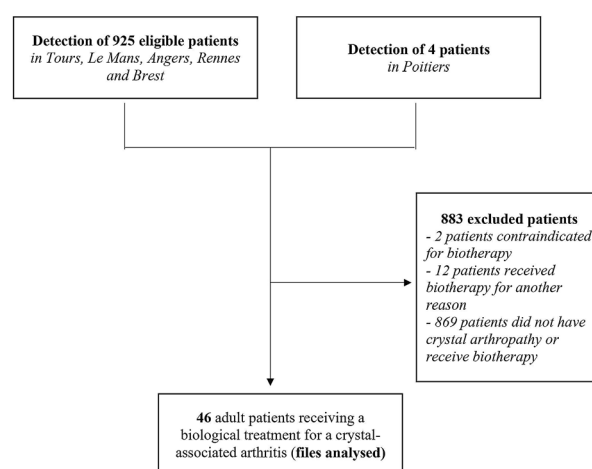 Detection of 925 eligible patients
in Tours, Le Mans, Angers, Rennes
and Brest
Detection of 4 patients
in Poitiers
883 excluded patients
- 2 patients contraindicated
for biotherapy
- 12 patients received
biotherapy for another
reason
- 869 patients did not have
crystal arthropathy or
receive biotherapy
46 adult patients receiving a
biological treatment for a crystal-
associated arthritis (files analysed)